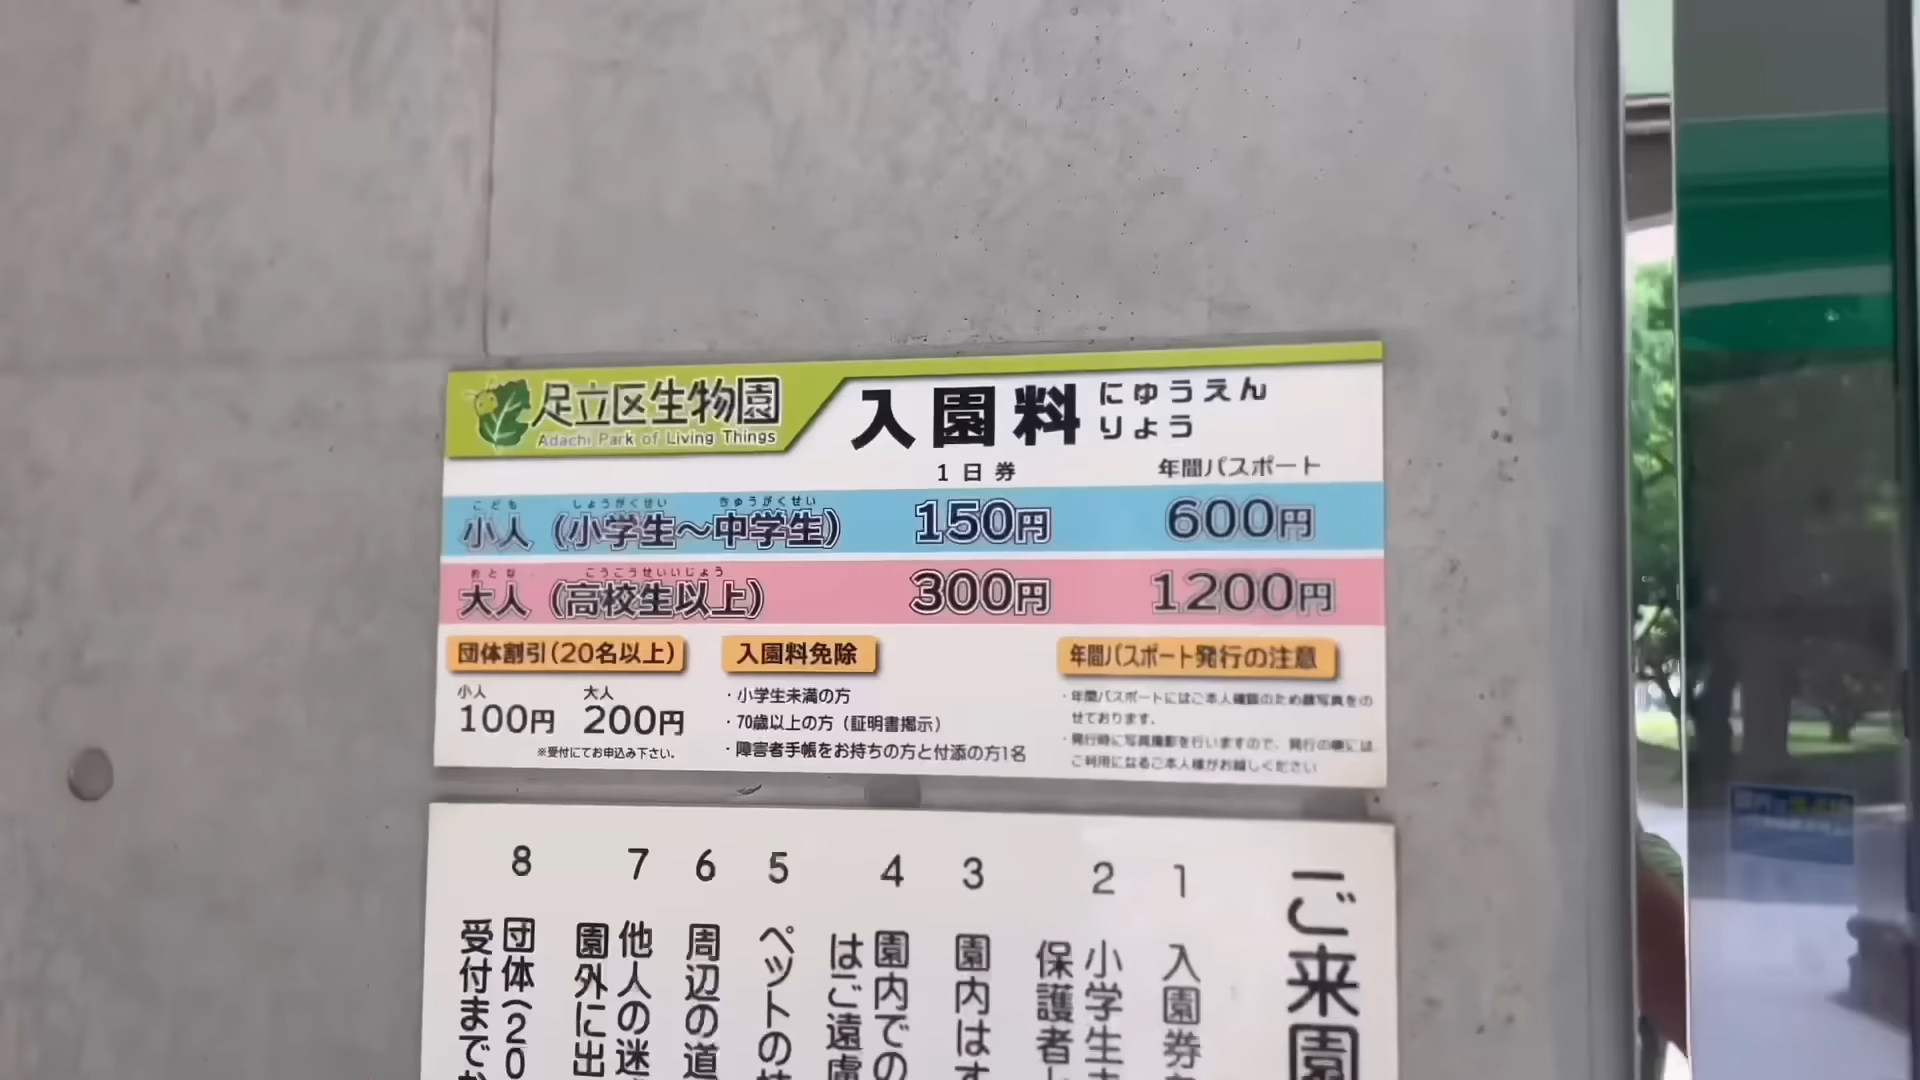 足立区生物園
Adachi Park of Living Things
入園料
にゅうえん
りょう
1日券 年間パスポート
こども しょうがくせい ちゅうがくせい
小人(小学生～中学生) 150円 600円
おとな こうこうせいいじょう
大人(高校生以上) 300円 1200円
団体割引(20名以上)
小人 大人
100円 200円
※受付にてお申込み下さい。
入園料免除
・小学生未満の方
・70歳以上の方(証明書掲示)
・障害者手帳をお持ちの方と付添の方1名
年間パスポート発行の注意
・年間パスポートにはご本人確認のため顔写真をの
せております。
・発行時に写真撮影を行いますので、発行の際には
ご利用になるご本人様がお越しください
ご来園
1 入園券
2 小学生
保護者
3 園内は
4 園内での
はご遠慮
5 ペットの
6 周辺の道
7 他人の迷
園外に出
8 団体(20
受付まで